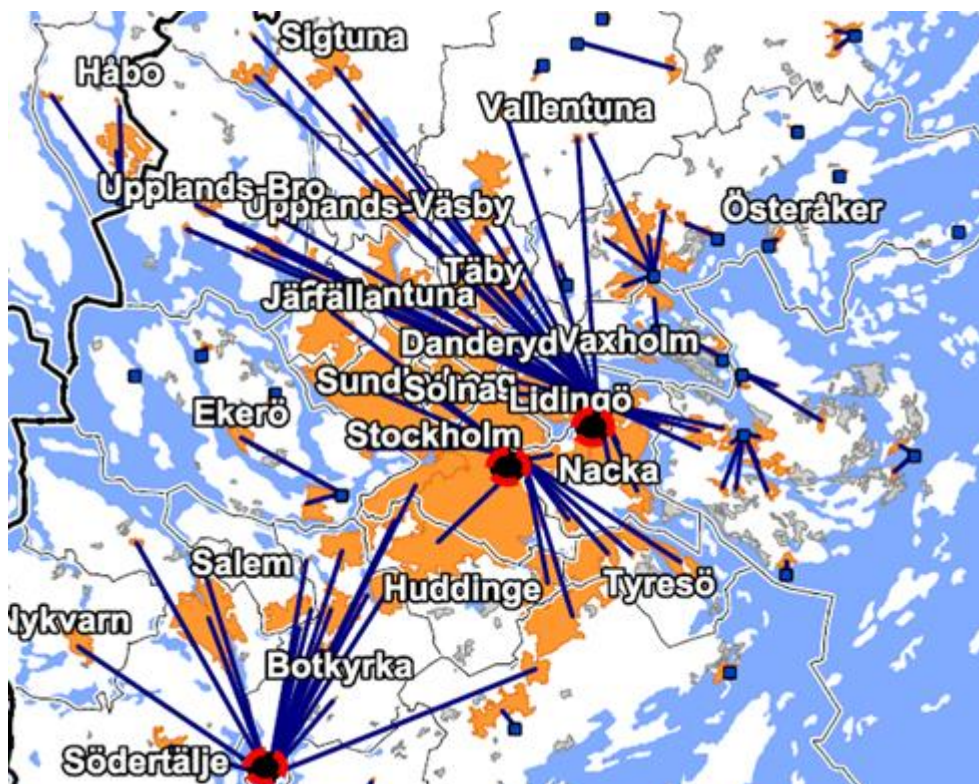 Sigtuna
Håbo
Vallentuna
Upplands-Bro
Upplands-Väsby
Österåker
Täby
Järfälla
Danderyd
Vaxholm
Solna
Lidingö
Ekerö
Stockholm
Nacka
Salem
Huddinge
Tyresö
Nykvarn
Botkyrka
Södertälje